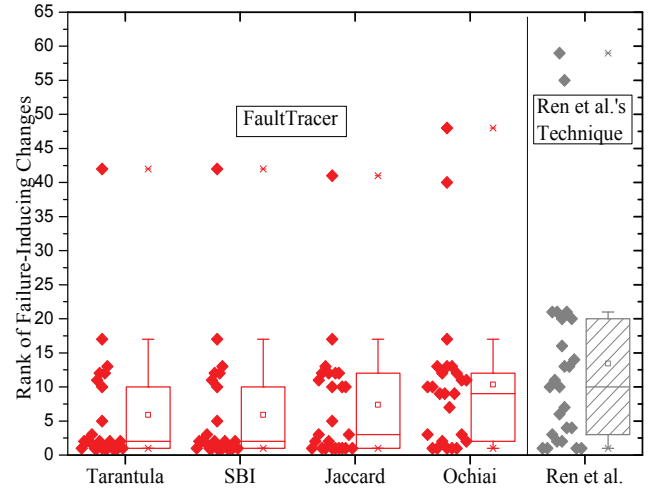 Rank of Failure-Inducing Changes
65
60
55
50
45
40
35
30
25
20
15
10
5
0
FaultTracer
Ren et al.'s
Technique
Tarantula
SBI
Jaccard
Ochiai
Ren et al.